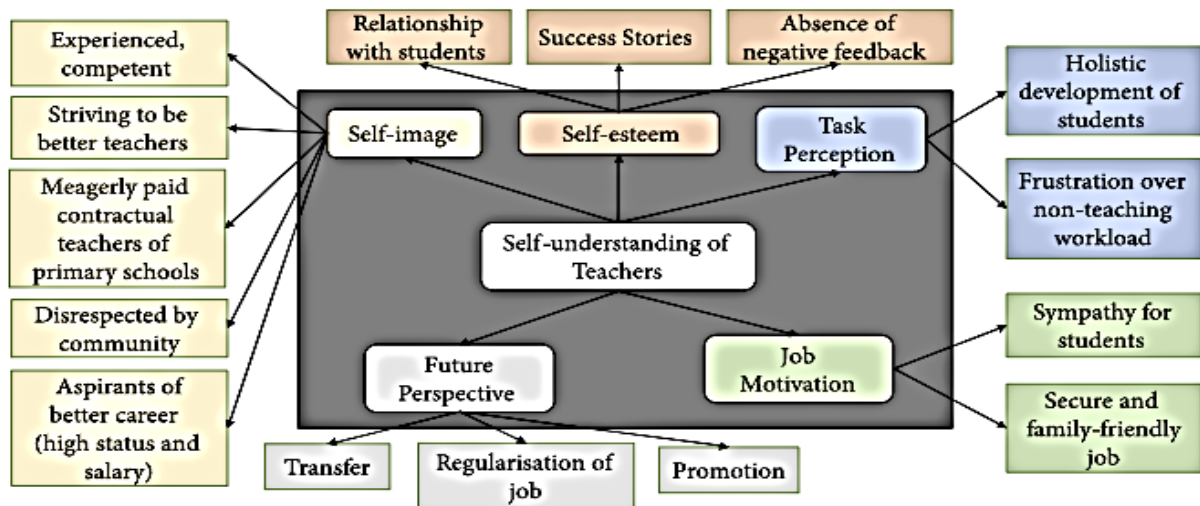 Experienced,
competent
Striving to be
better teachers
Meagerly paid
contractual
teachers of
primary schools
Disrespected by
community
Aspirants of
better career
(high status and
salary)
Relationship
with students
Success Stories
Absence of
negative feedback
Self-image
Self-esteem
Task
Perception
Self-understanding of
Teachers
Future
Perspective
Job
Motivation
Transfer
Regularisation of
job
Promotion
Holistic
development of
students
Frustration over
non-teaching
workload
Sympathy for
students
Secure and
family-friendly
job